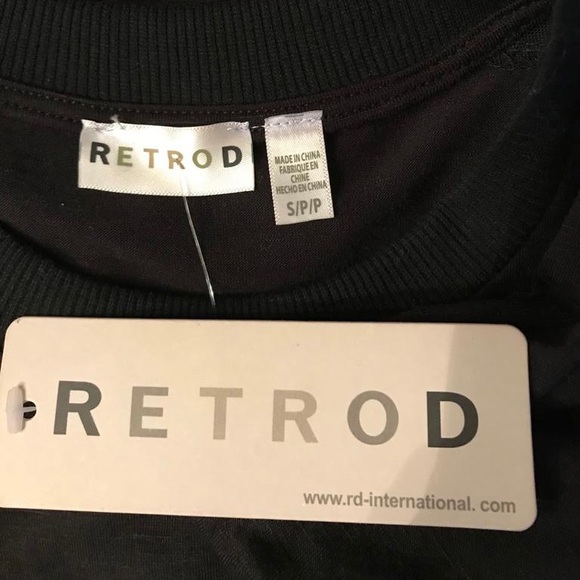 RETROD
MADE IN CHINA
FABRIQUE EN
CHINE
HECHO EN CHINA
S/P/P
RETROD
www.rd-international. com